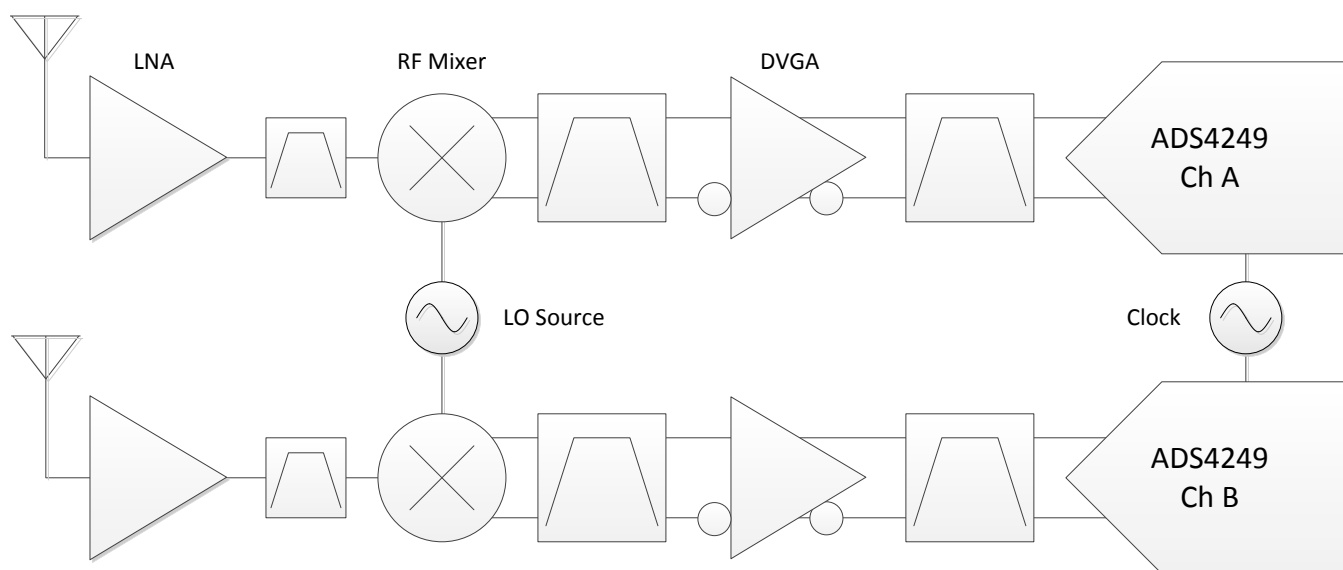 LNA
RF Mixer
DVGA
ADS4249
Ch A
LO Source
Clock
ADS4249
Ch B